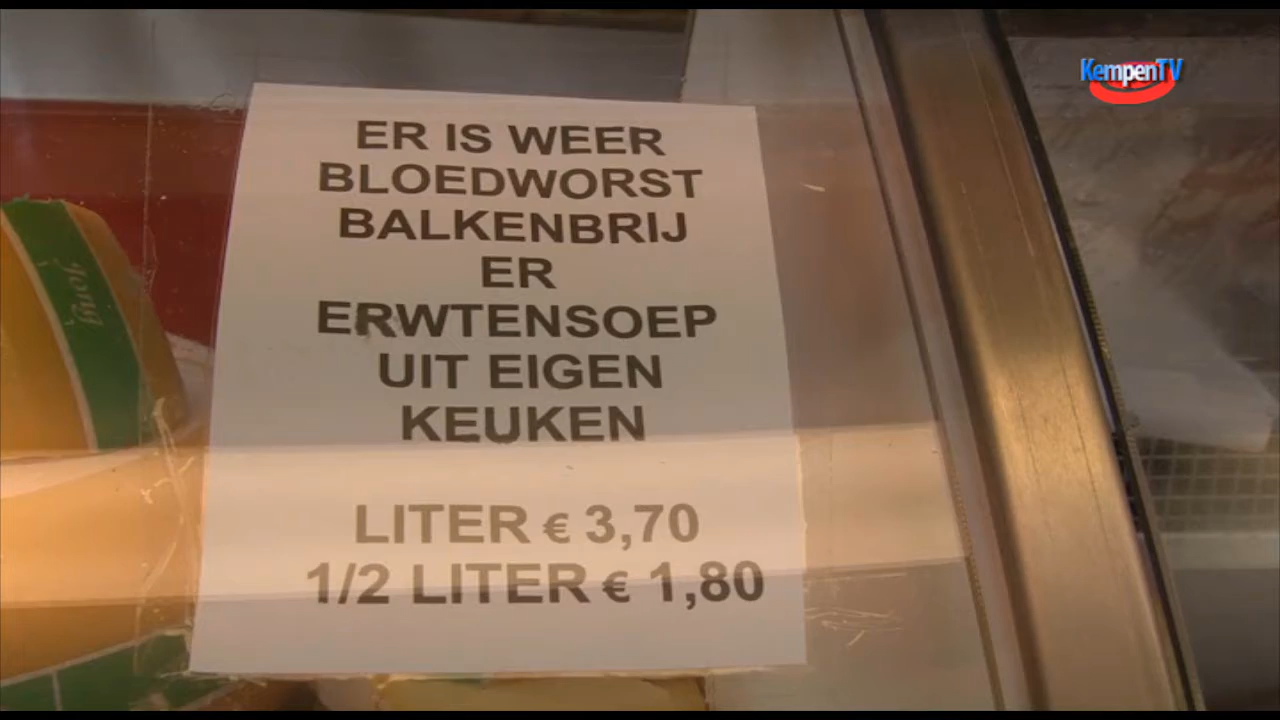 KempenTV
ER IS WEER
BLOEDWORST
BALKENBRIJ
ER
ERWTENSOEP
UIT EIGEN
KEUKEN
LITER € 3,70
1/2 LITER € 1,80
jong